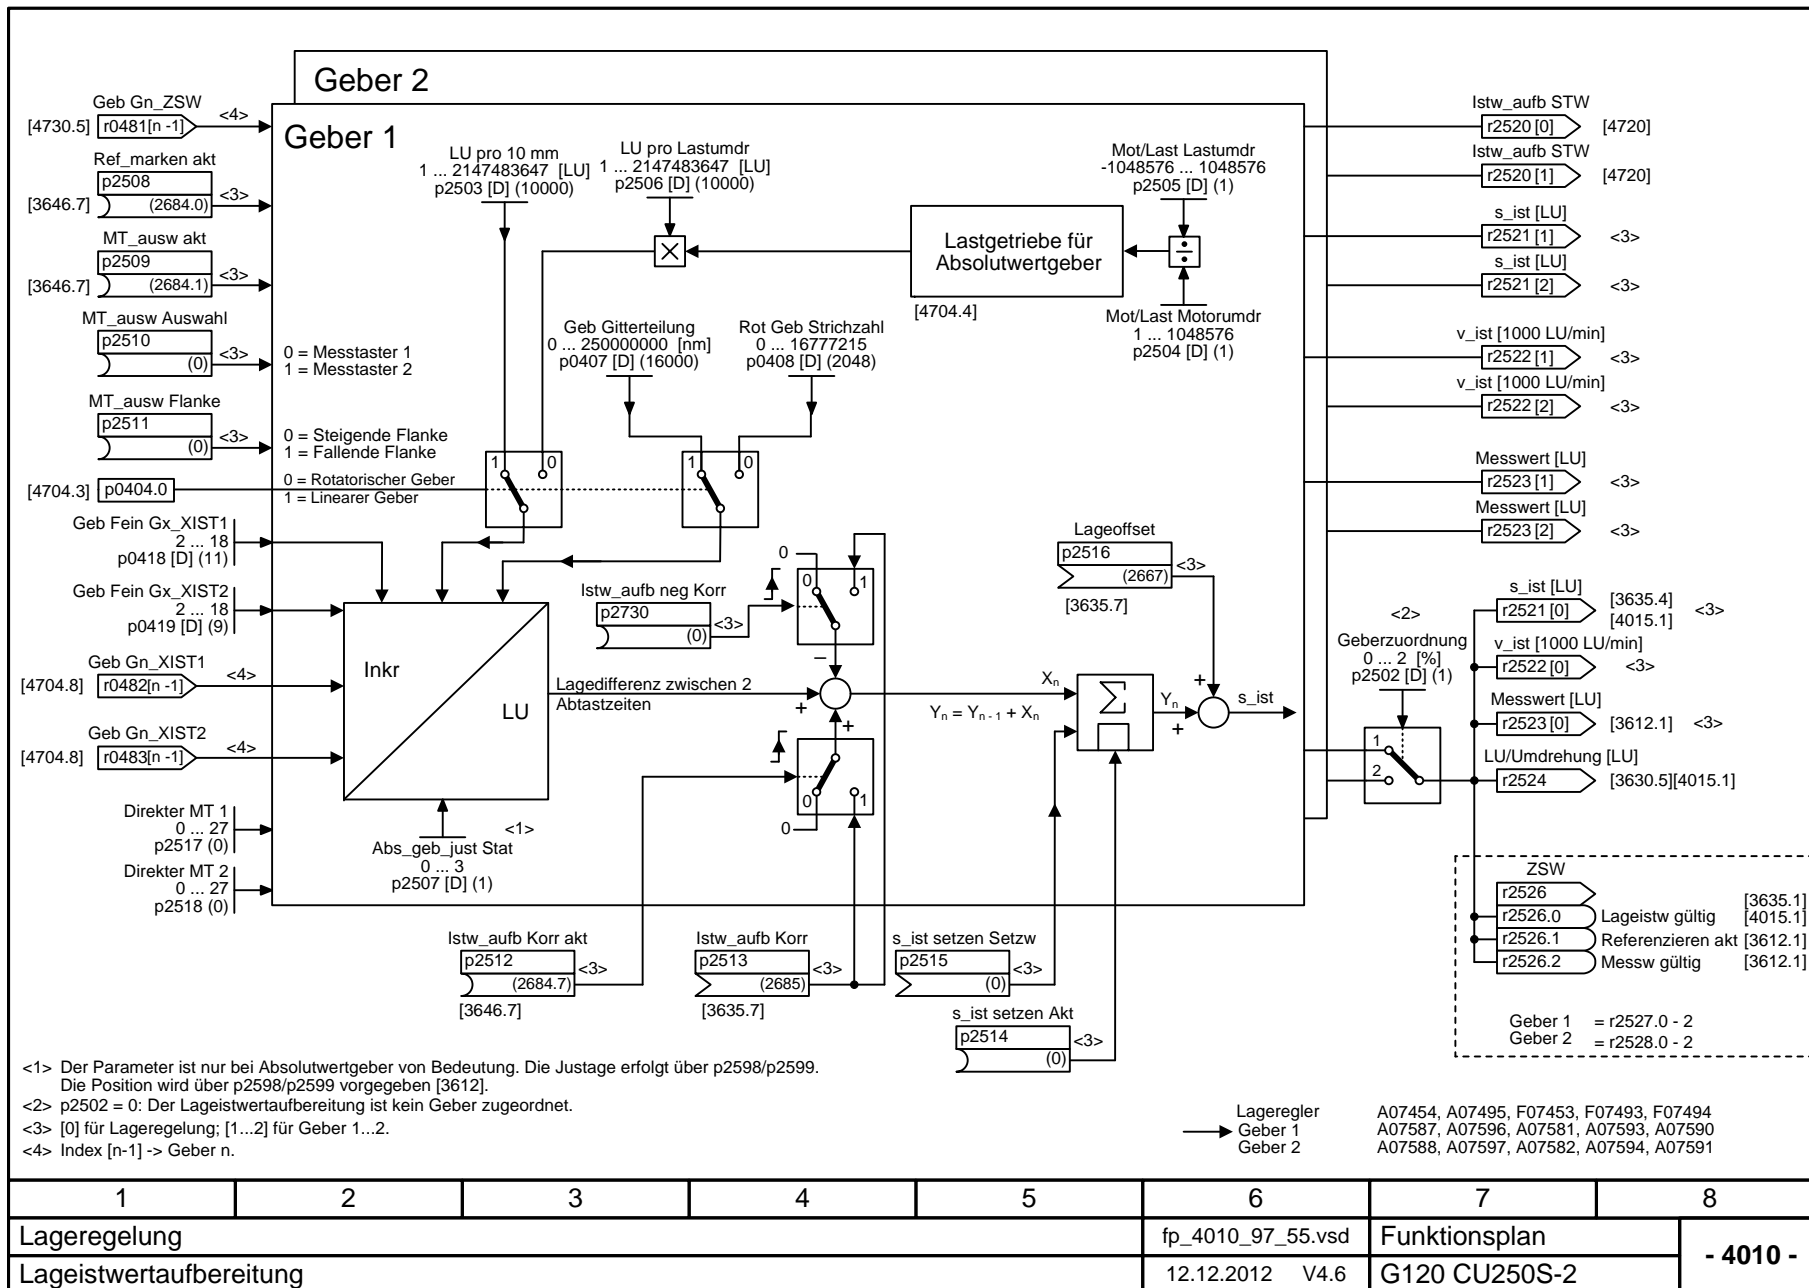 Geber 2
Geber 1
Geb Gn_ZSW
<4>
[4730.5]
r0481[n -1]
Ref_marken akt
p2508
(2684.0)
<3>
[3646.7]
MT_ausw akt
p2509
(2684.1)
<3>
[3646.7]
MT_ausw Auswahl
p2510
(0)
<3>
0 = Messtaster 1
1 = Messtaster 2
MT_ausw Flanke
p2511
(0)
<3>
0 = Steigende Flanke
1 = Fallende Flanke
[4704.3]
p0404.0
0 = Rotatorischer Geber
1 = Linearer Geber
Geb Fein Gx_XIST1
2 ... 18
p0418 [D] (11)
Geb Fein Gx_XIST2
2 ... 18
p0419 [D] (9)
Geb Gn_XIST1
<4>
[4704.8]
r0482[n -1]
Geb Gn_XIST2
<4>
[4704.8]
r0483[n -1]
Direkter MT 1
0 ... 27
p2517 (0)
Direkter MT 2
0 ... 27
p2518 (0)
LU pro 10 mm
1 ... 2147483647 [LU]
p2503 [D] (10000)
LU pro Lastumdr
1 ... 2147483647 [LU]
p2506 [D] (10000)
Lastgetriebe für
Absolutwertgeber
[4704.4]
Mot/Last Lastumdr
-1048576 ... 1048576
p2505 [D] (1)
Mot/Last Motorumdr
1 ... 1048576
p2504 [D] (1)
Geb Gitterteilung
0 ... 250000000 [nm]
p0407 [D] (16000)
Rot Geb Strichzahl
0 ... 16777215
p0408 [D] (2048)
1
0
1
0
Inkr
LU
Abs_geb_just Stat
0 ... 3
p2507 [D] (1)
<1>
Istw_aufb neg Korr
p2730
(0)
<3>
0
0
1
–
Lagedifferenz zwischen 2
Abtastzeiten
+
+
0
1
0
Xn
Yn = Yn - 1 + Xn
Σ
Yn
+
+
s_ist
Lageoffset
p2516
(2667)
<3>
[3635.7]
Istw_aufb Korr akt
p2512
(2684.7)
<3>
[3646.7]
Istw_aufb Korr
p2513
(2685)
<3>
[3635.7]
s_ist setzen Setzw
p2515
(0)
<3>
s_ist setzen Akt
p2514
(0)
<3>
Istw_aufb STW
r2520 [0]
[4720]
Istw_aufb STW
r2520 [1]
[4720]
s_ist [LU]
r2521 [1]
<3>
s_ist [LU]
r2521 [2]
<3>
v_ist [1000 LU/min]
r2522 [1]
<3>
v_ist [1000 LU/min]
r2522 [2]
<3>
Messwert [LU]
r2523 [1]
<3>
Messwert [LU]
r2523 [2]
<3>
<2>
Geberzuordnung
0 ... 2 [%]
p2502 [D] (1)
1
2
s_ist [LU]
r2521 [0]
[3635.4]
[4015.1]
<3>
v_ist [1000 LU/min]
r2522 [0]
<3>
Messwert [LU]
r2523 [0]
[3612.1] <3>
LU/Umdrehung [LU]
r2524
[3630.5][4015.1]
ZSW
r2526
[3635.1]
r2526.0 Lageistw gültig [4015.1]
r2526.1 Referenzieren akt [3612.1]
r2526.2 Messw gültig [3612.1]
Geber 1 = r2527.0 - 2
Geber 2 = r2528.0 - 2
<1> Der Parameter ist nur bei Absolutwertgeber von Bedeutung. Die Justage erfolgt über p2598/p2599.
Die Position wird über p2598/p2599 vorgegeben [3612].
<2> p2502 = 0: Der Lageistwertaufbereitung ist kein Geber zugeordnet.
<3> [0] für Lageregelung; [1...2] für Geber 1...2.
<4> Index [n-1] -> Geber n.
Lageregler A07454, A07495, F07453, F07493, F07494
Geber 1 A07587, A07596, A07581, A07593, A07590
Geber 2 A07588, A07597, A07582, A07594, A07591
1 2 3 4 5 6 7 8
Lageregelung fp_4010_97_55.vsd Funktionsplan
- 4010 -
Lageistwertaufbereitung 12.12.2012 V4.6 G120 CU250S-2